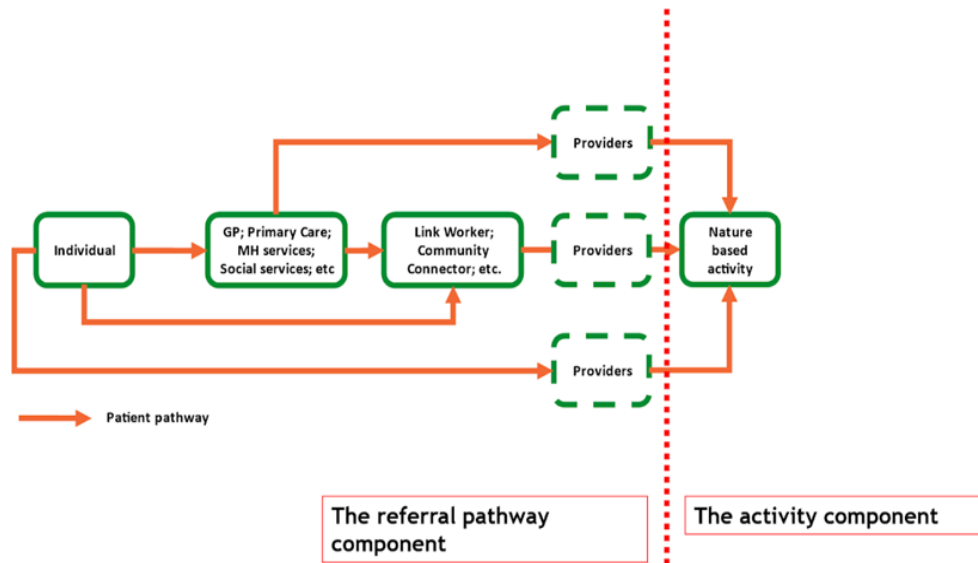 Providers
Individual
GP; Primary Care;
MH services;
Social services; etc
Link Worker;
Community
Connector; etc.
Providers
Nature
based
activity
Providers
Patient pathway
The referral pathway
component
The activity component